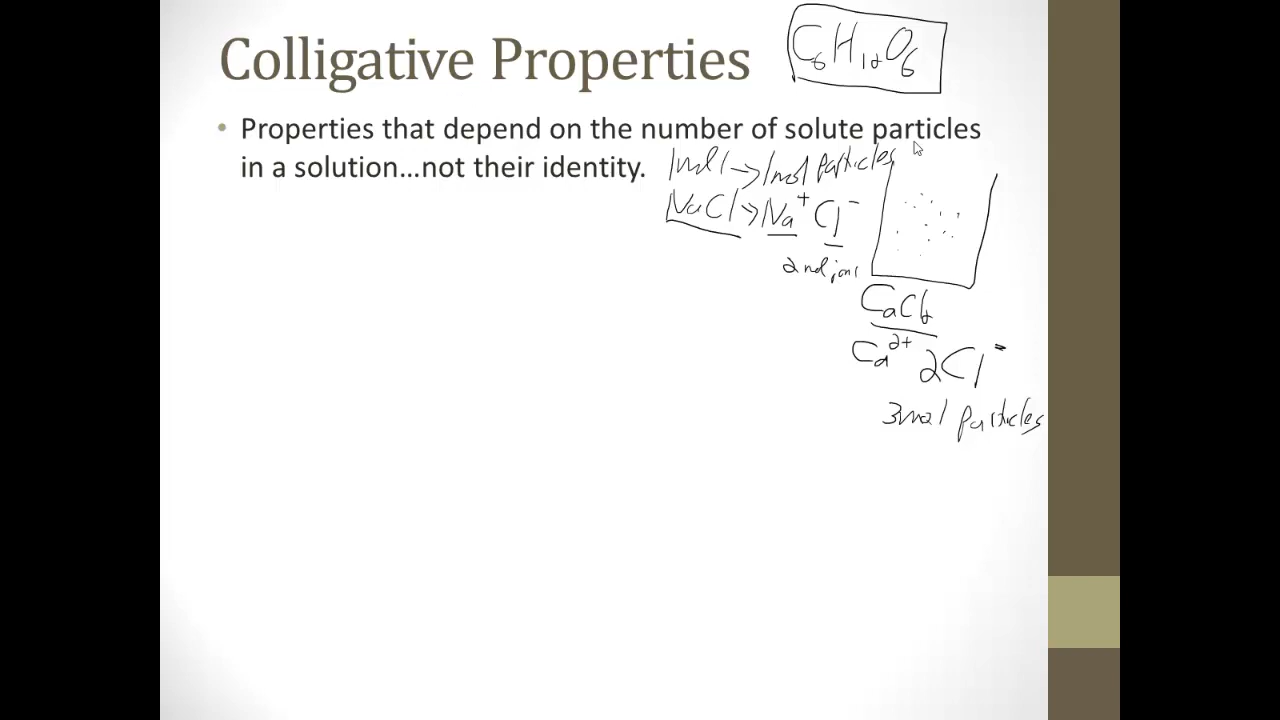 Colligative Properties
C6H12O6
• Properties that depend on the number of solute particles
in a solution...not their identity.
1mol → 1mol particles
NaCl → Na+ Cl-
2mol ions
CaCl2
Ca2+ 2Cl-
3mol particles